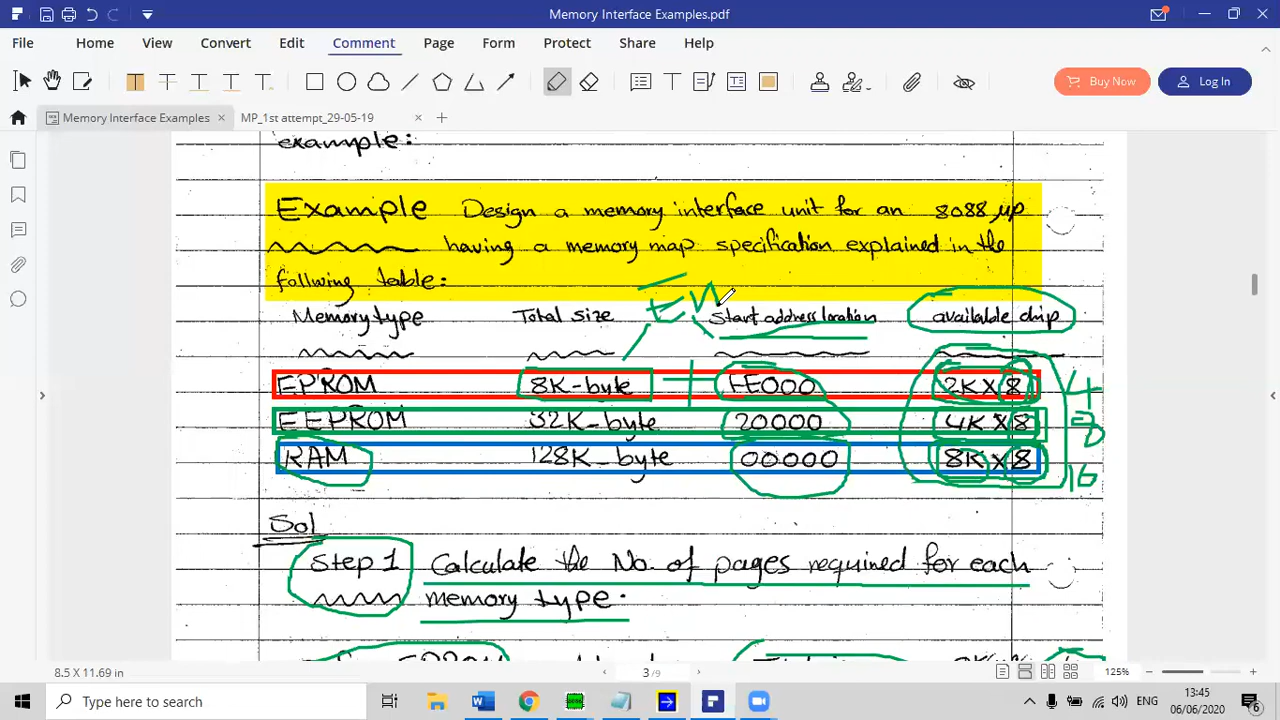 Memory Interface Examples.pdf
File Home View Convert Edit Comment Page Form Protect Share Help
Buy Now Log In
Memory Interface Examples × MP_1st attempt_29-05-19 × +
example:
Example Design a memory interface unit for an 8088 μp
having a memory map specification explained in the
follwing table:
Memory type Total size Start address location available chip
EPROM 8K-byte FE000 2K X 8
EEPROM 32K-byte 20000 4K X 8
RAM 128K-byte 00000 8K X 8
4
8
16
Sol
Step 1 Calculate the No. of pages required for each
memory type.
8.5 x 11.69 in 3 /9 125%
Type here to search ENG 13:45
06/06/2020 6